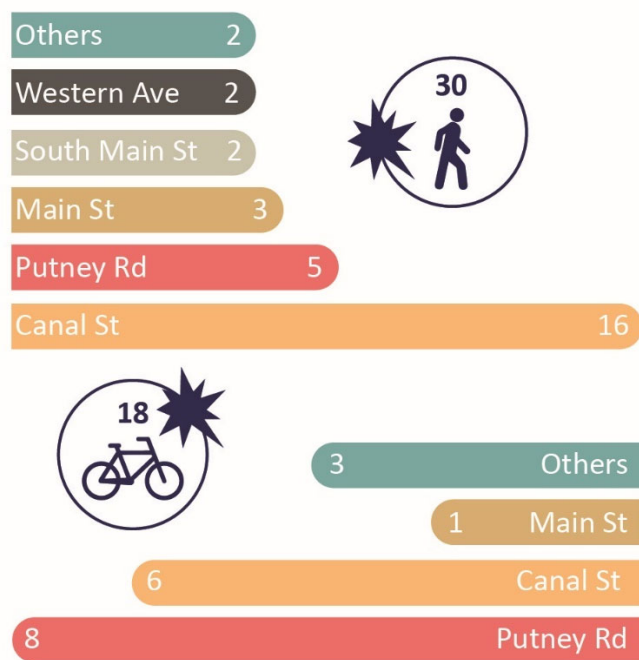 Others 2
Western Ave 2
30
South Main St 2
Main St 3
Putney Rd 5
Canal St 16
18
3 Others
1 Main St
6 Canal St
8 Putney Rd